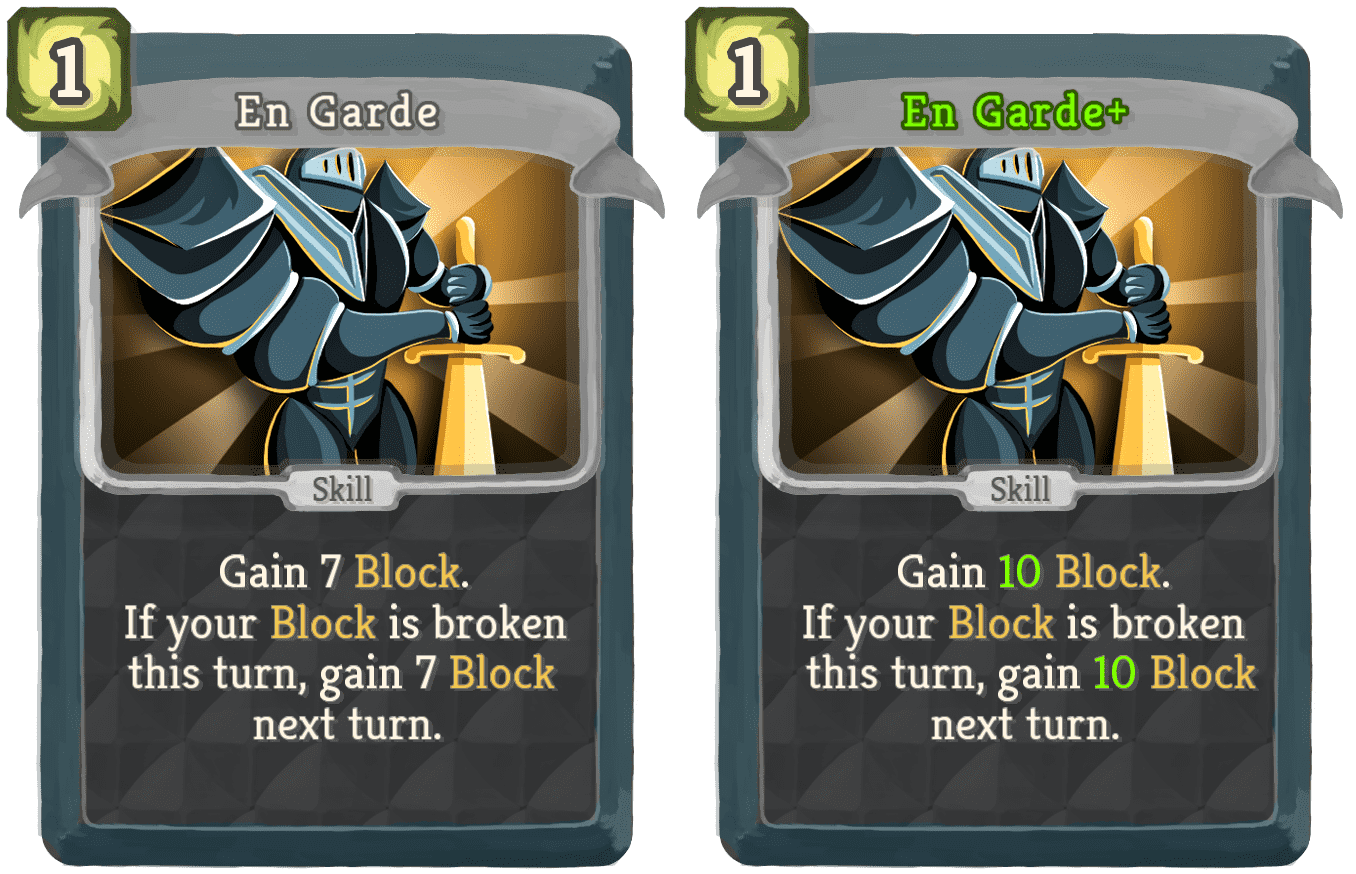 1
En Garde
Skill
Gain 7 Block.
If your Block is broken
this turn, gain 7 Block
next turn.
1
En Garde+
Skill
Gain 10 Block.
If your Block is broken
this turn, gain 10 Block
next turn.